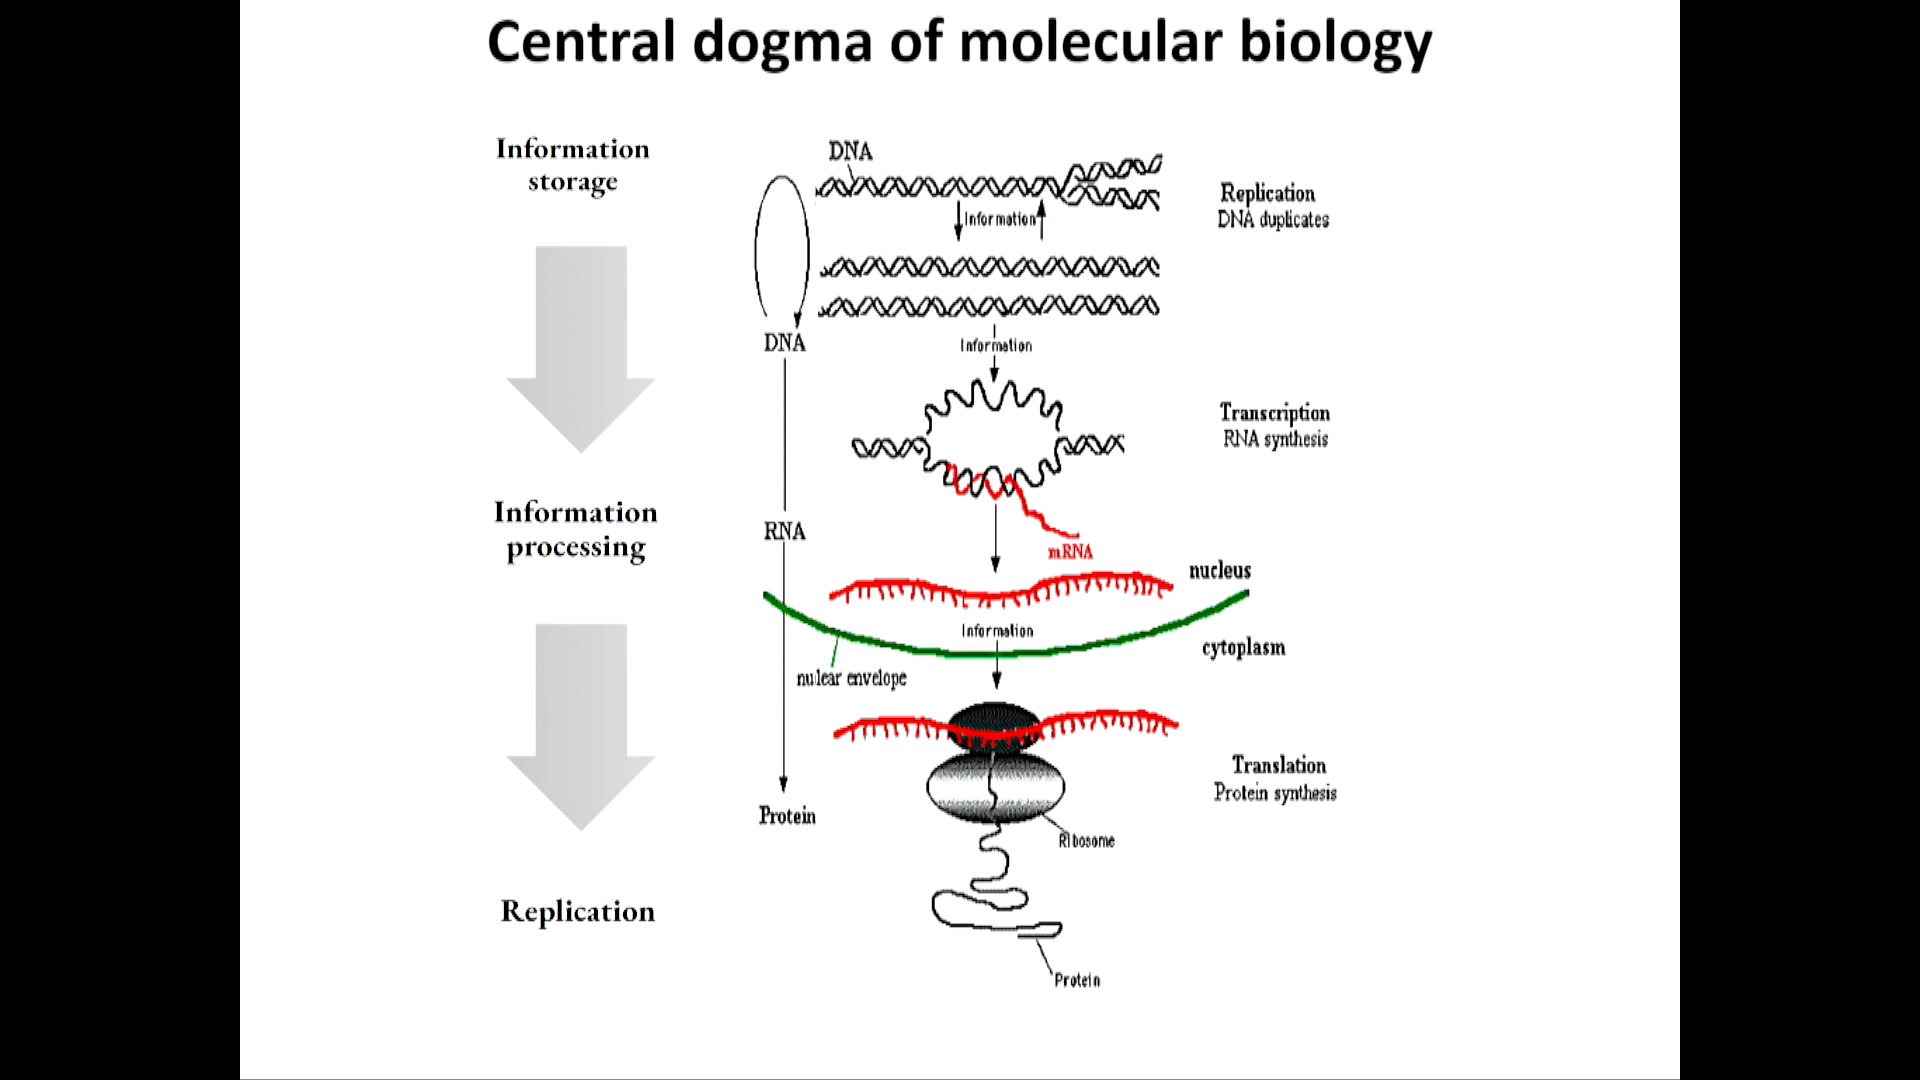 Central dogma of molecular biology
Information
storage
Information
processing
Replication
DNA
Information
Replication
DNA duplicates
DNA
Information
Transcription
RNA synthesis
RNA
mRNA
nucleus
Information
cytoplasm
nulear envelope
Translation
Protein synthesis
Protein
Ribosome
Protein